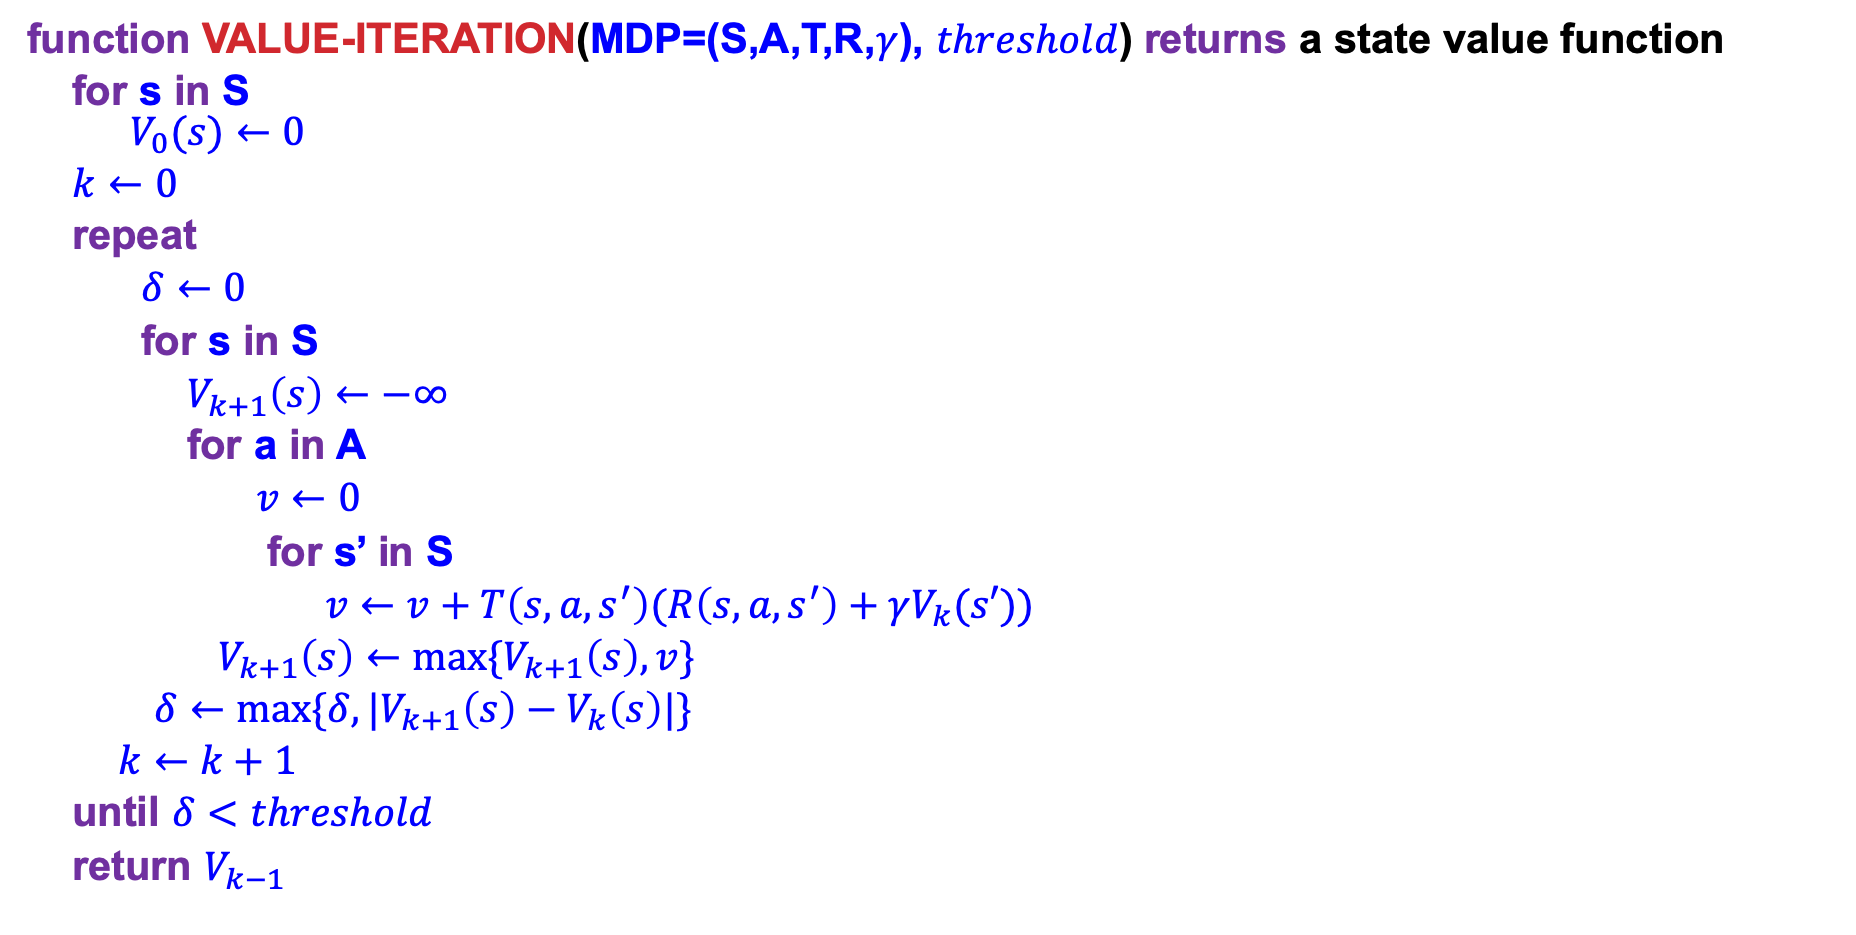 function VALUE-ITERATION(MDP=(S,A,T,R,γ), threshold) returns a state value function
for s in S
V₀(s) ← 0
k ← 0
repeat
δ ← 0
for s in S
Vₖ₊₁(s) ← −∞
for a in A
v ← 0
for s’ in S
v ← v + T(s, a, s′)(R(s, a, s′) + γVₖ(s′))
Vₖ₊₁(s) ← max{Vₖ₊₁(s), v}
δ ← max{δ, |Vₖ₊₁(s) − Vₖ(s)|}
k ← k + 1
until δ < threshold
return Vₖ₋₁